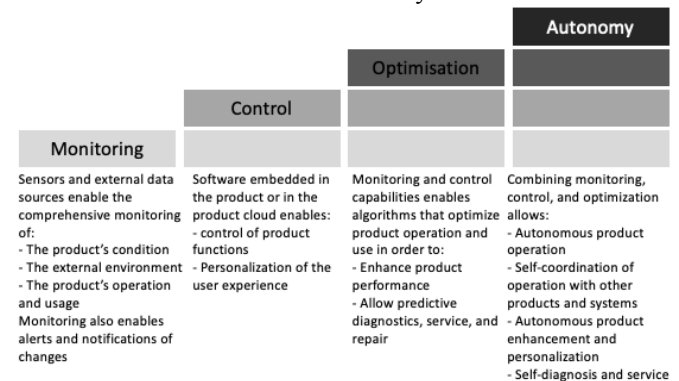 Autonomy
Optimisation
Control
Monitoring
Sensors and external data
sources enable the
comprehensive monitoring
of:
- The product's condition
- The external environment
- The product's operation
and usage
Monitoring also enables
alerts and notifications of
changes
Software embedded in
the product or in the
product cloud enables:
- control of product
functions
- Personalization of the
user experience
Monitoring and control
capabilities enables
algorithms that optimize
product operation and
use in order to:
- Enhance product
performance
- Allow predictive
diagnostics, service, and
repair
Combining monitoring,
control, and optimization
allows:
- Autonomous product
operation
- Self-coordination of
operation with other
products and systems
- Autonomous product
enhancement and
personalization
- Self-diagnosis and service